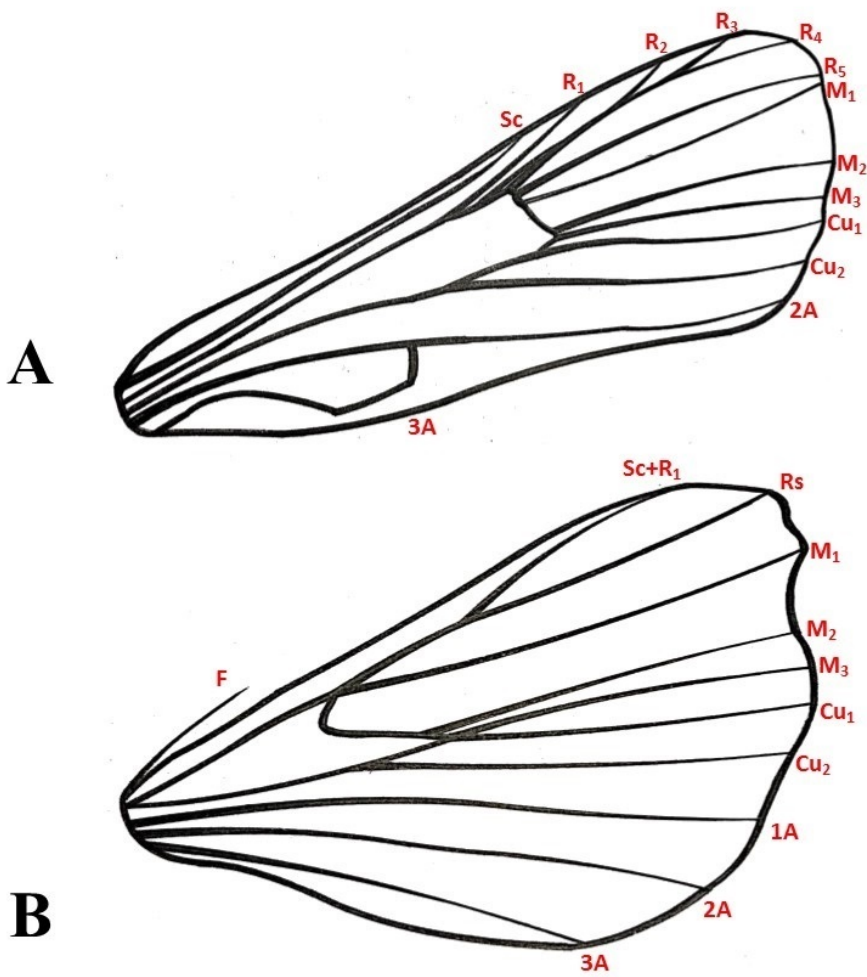 R₃
R₄
R₂
R₅
R₁
M₁
Sc
M₂
M₃
Cu₁
Cu₂
2A
A
3A
Sc+R₁
Rs
M₁
M₂
F
M₃
Cu₁
Cu₂
1A
B
2A
3A